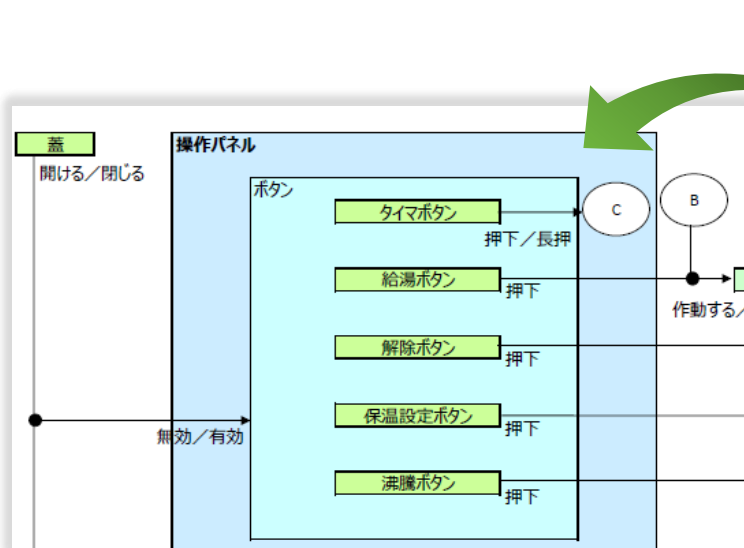 蓋
開ける／閉じる
操作パネル
ボタン
タイマボタン
押下／長押
C
B
給湯ボタン
押下
作動する／
解除ボタン
押下
保温設定ボタン
押下
無効／有効
沸騰ボタン
押下